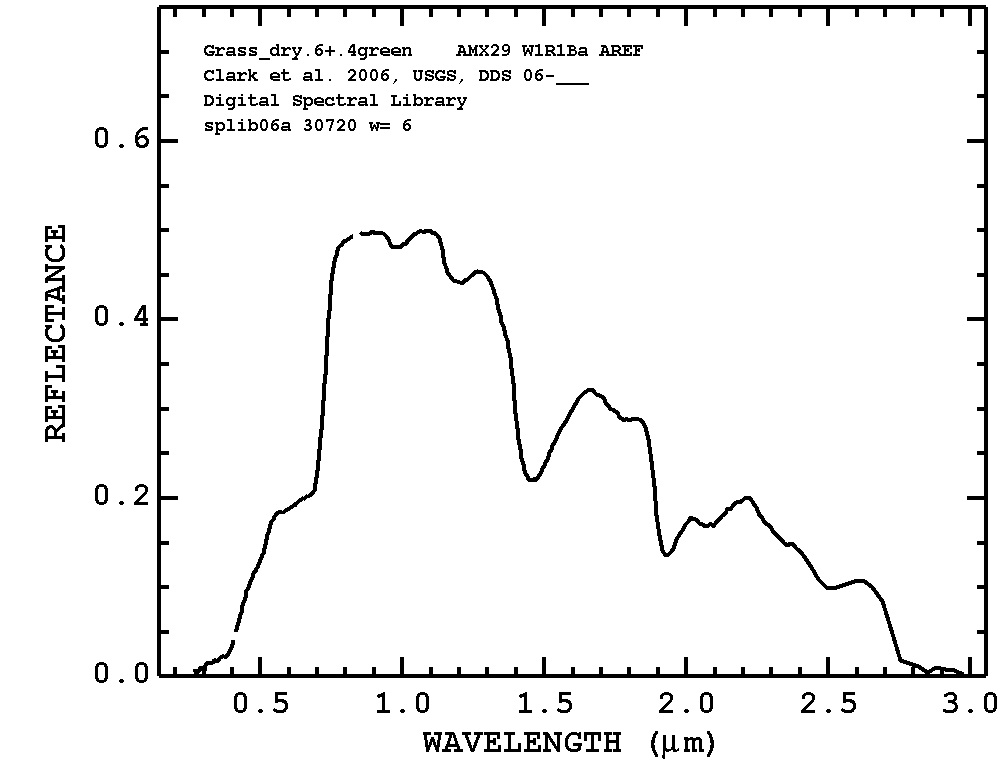 Grass_dry.6+.4green AMX29 W1R1Ba AREF
Clark et al. 2006, USGS, DDS 06-___
Digital Spectral Library
splib06a 30720 w= 6
0.6
0.4
0.2
0.0
REFLECTANCE
0.5 1.0 1.5 2.0 2.5 3.0
WAVELENGTH (μm)